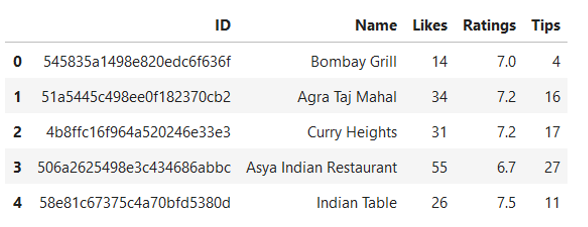 ID Name Likes Ratings Tips
0 545835a1498e820edc6f636f Bombay Grill 14 7.0 4
1 51a5445c498ee0f182370cb2 Agra Taj Mahal 34 7.2 16
2 4b8ffc16f964a520246e33e3 Curry Heights 31 7.2 17
3 506a2625498e3c434686abbc Asya Indian Restaurant 55 6.7 27
4 58e81c67375c4a70bfd5380d Indian Table 26 7.5 11